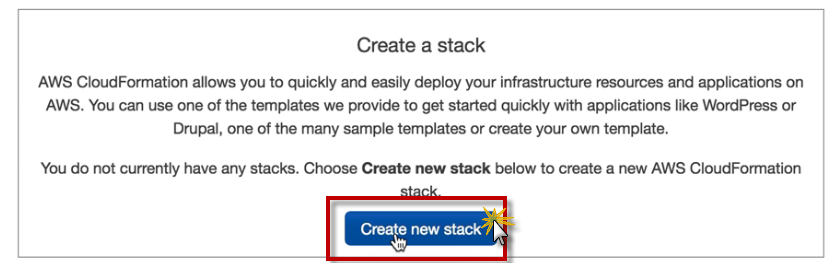 Create a stack
AWS CloudFormation allows you to quickly and easily deploy your infrastructure resources and applications on
AWS. You can use one of the templates we provide to get started quickly with applications like WordPress or
Drupal, one of the many sample templates or create your own template.
You do not currently have any stacks. Choose Create new stack below to create a new AWS CloudFormation
stack.
Create new stack